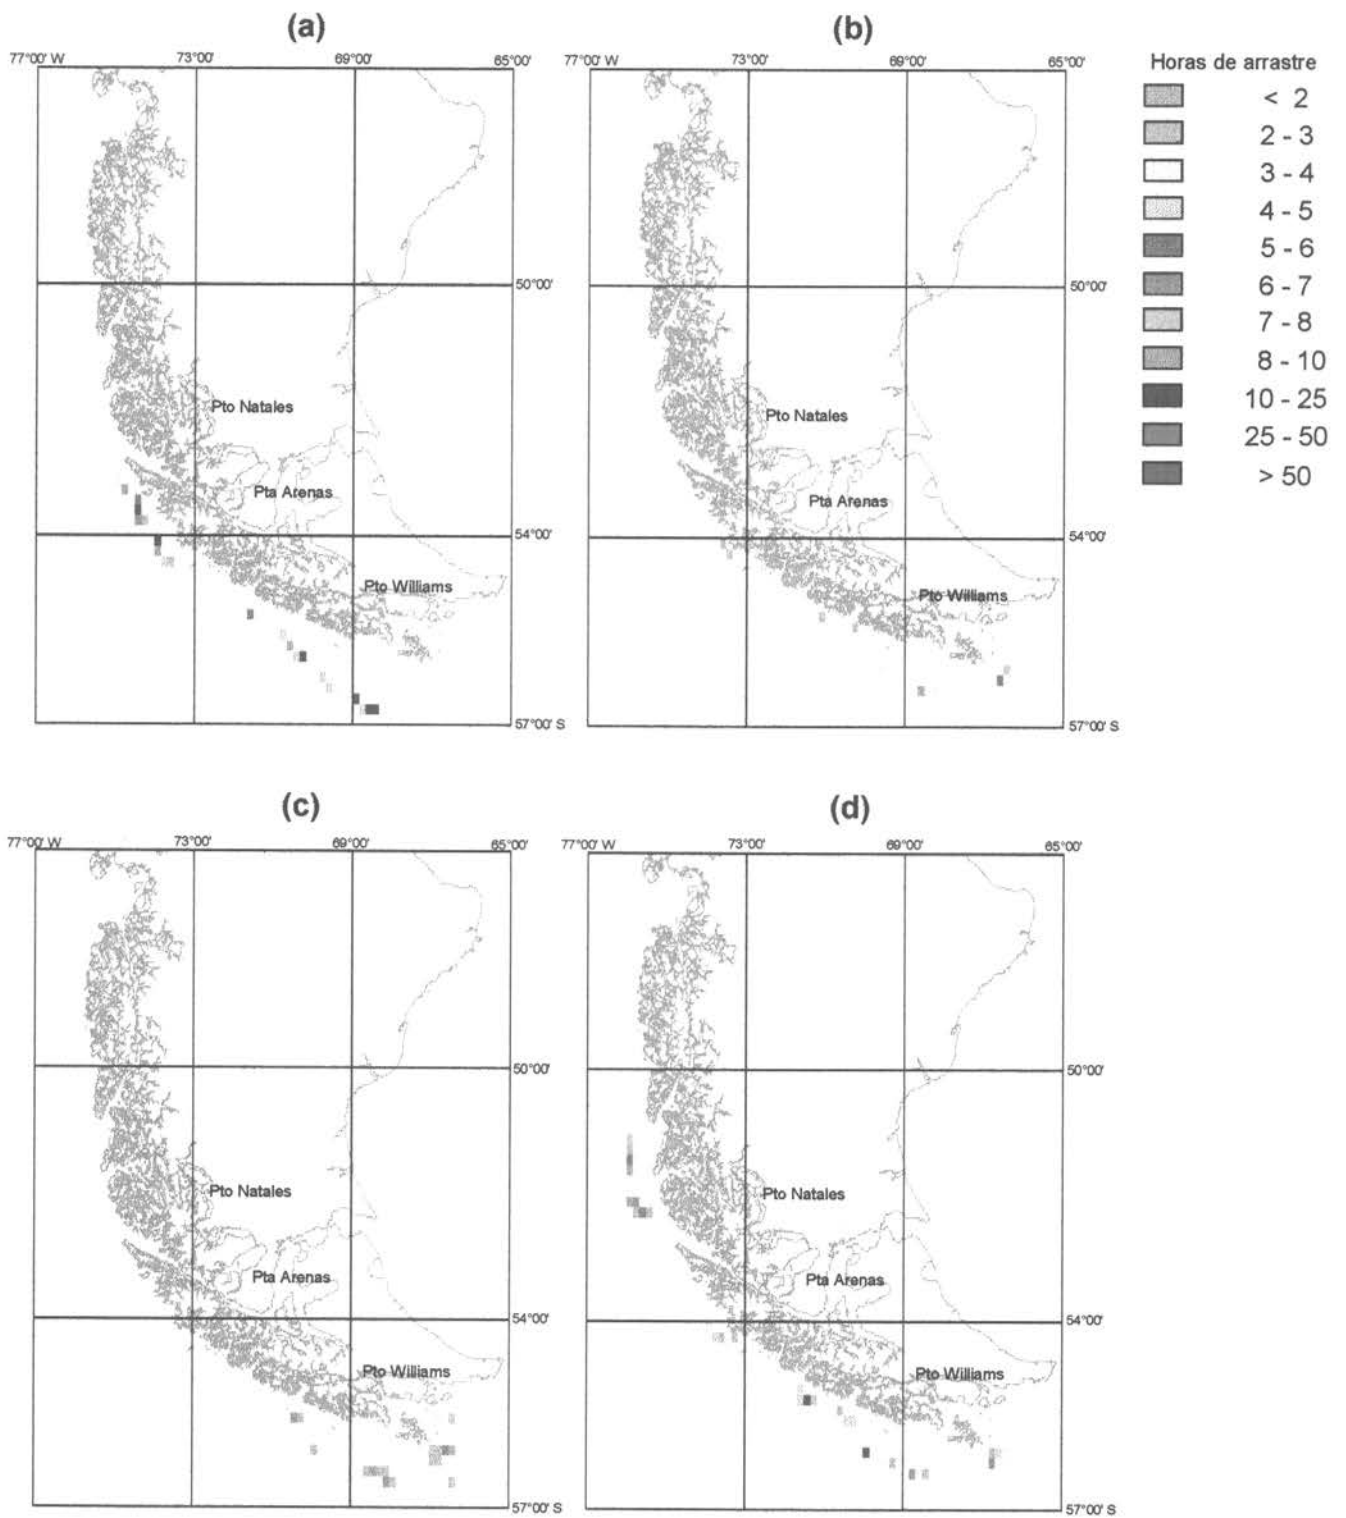 (a)
77°00' W 73°00' 69°00' 65°00'
50°00'
Pto Natales
Pta Arenas
54°00'
Pto Williams
57°00' S
(b)
77°00' W 73°00' 69°00' 65°00'
50°00'
Pto Natales
Pta Arenas
54°00'
Pto Williams
57°00' S
Horas de arrastre
< 2
2 - 3
3 - 4
4 - 5
5 - 6
6 - 7
7 - 8
8 - 10
10 - 25
25 - 50
> 50
(c)
77°00' W 73°00' 69°00' 65°00'
50°00'
Pto Natales
Pta Arenas
54°00'
Pto Williams
57°00' S
(d)
77°00' W 73°00' 69°00' 65°00'
50°00'
Pto Natales
Pta Arenas
54°00'
Pto Williams
57°00' S